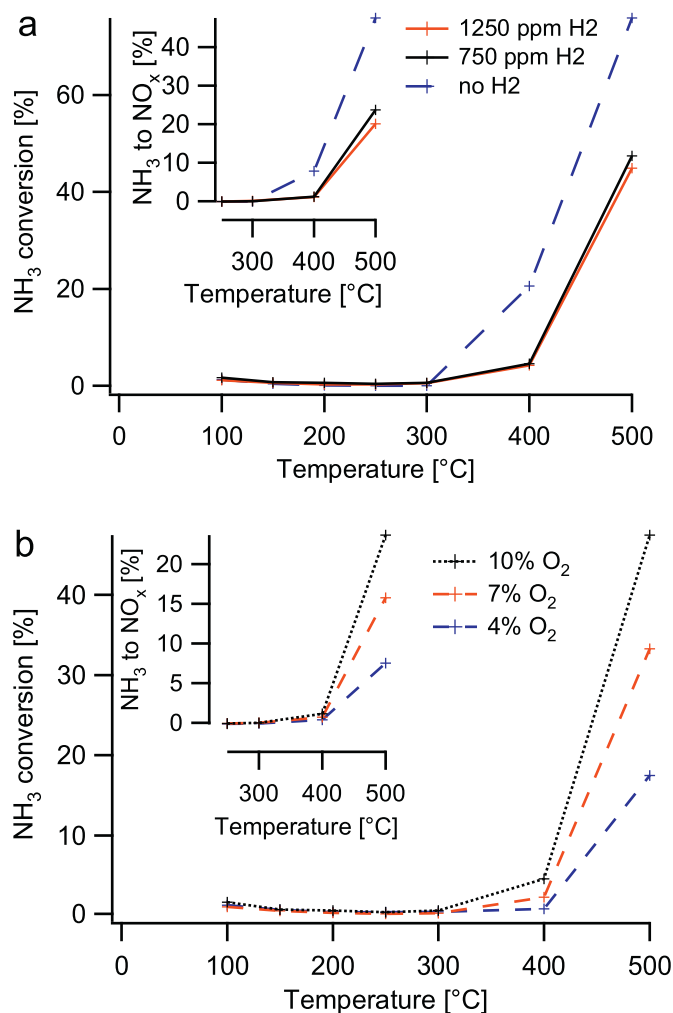 a
NH₃ conversion [%]
60
40
20
0
0
100
200
300
400
500
Temperature [°C]
NH₃ to NOₓ [%]
40
30
20
10
0
300
400
500
Temperature [°C]
1250 ppm H2
750 ppm H2
no H2
b
NH₃ conversion [%]
40
30
20
10
0
0
100
200
300
400
500
Temperature [°C]
NH₃ to NOₓ [%]
20
15
10
5
0
300
400
500
Temperature [°C]
10% O₂
7% O₂
4% O₂